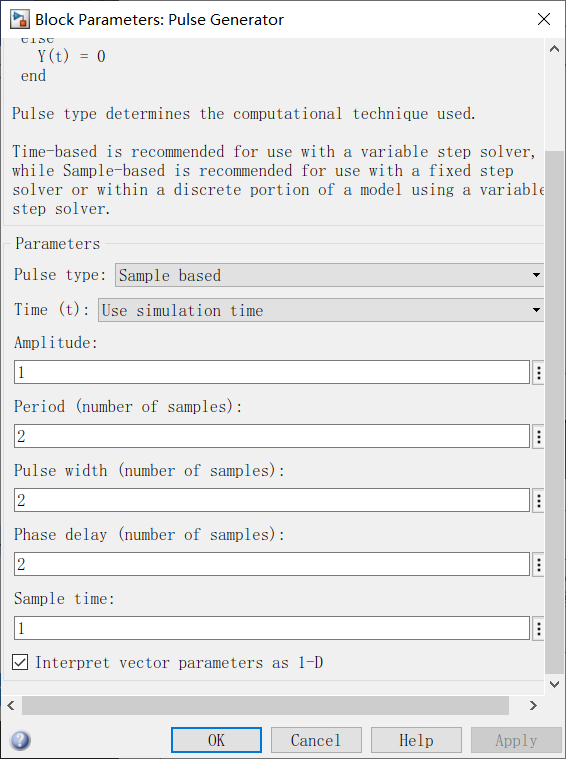 Block Parameters: Pulse Generator
else
Y(t) = 0
end
Pulse type determines the computational technique used.
Time-based is recommended for use with a variable step solver,
while Sample-based is recommended for use with a fixed step
solver or within a discrete portion of a model using a variable
step solver.
Parameters
Pulse type: Sample based
Time (t): Use simulation time
Amplitude:
1
Period (number of samples):
2
Pulse width (number of samples):
2
Phase delay (number of samples):
2
Sample time:
1
Interpret vector parameters as 1-D
OK Cancel Help Apply